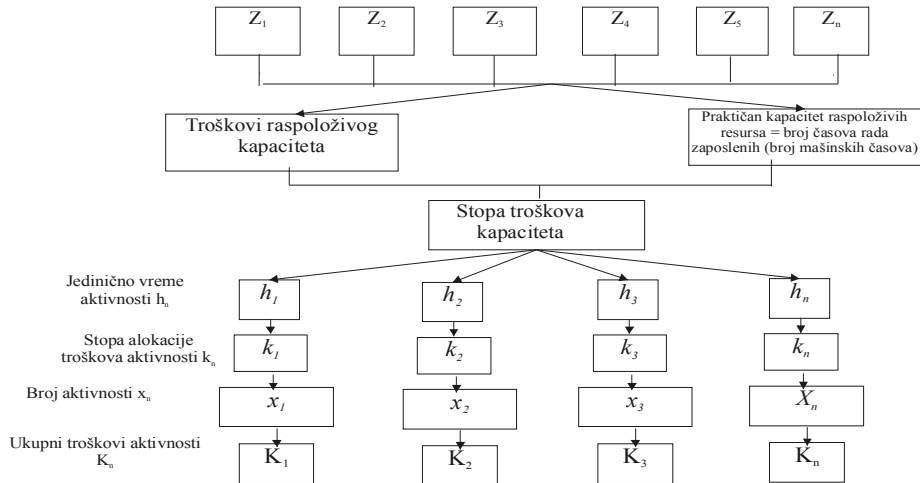 Z₁ Z₂ Z₃ Z₄ Z₅ Zₙ
Troškovi raspoloživog
kapaciteta
Praktičan kapacitet raspoloživih
resursa = broj časova rada
zaposlenih (broj mašinskih časova)
Stopa troškova
kapaciteta
Jedinično vreme
aktivnosti hₙ
h₁ h₂ h₃ hₙ
Stopa alokacije
troškova aktivnosti kₙ
k₁ k₂ k₃ kₙ
Broj aktivnosti xₙ
x₁ x₂ x₃ Xₙ
Ukupni troškovi aktivnosti
Kₙ
K₁ K₂ K₃ Kₙ